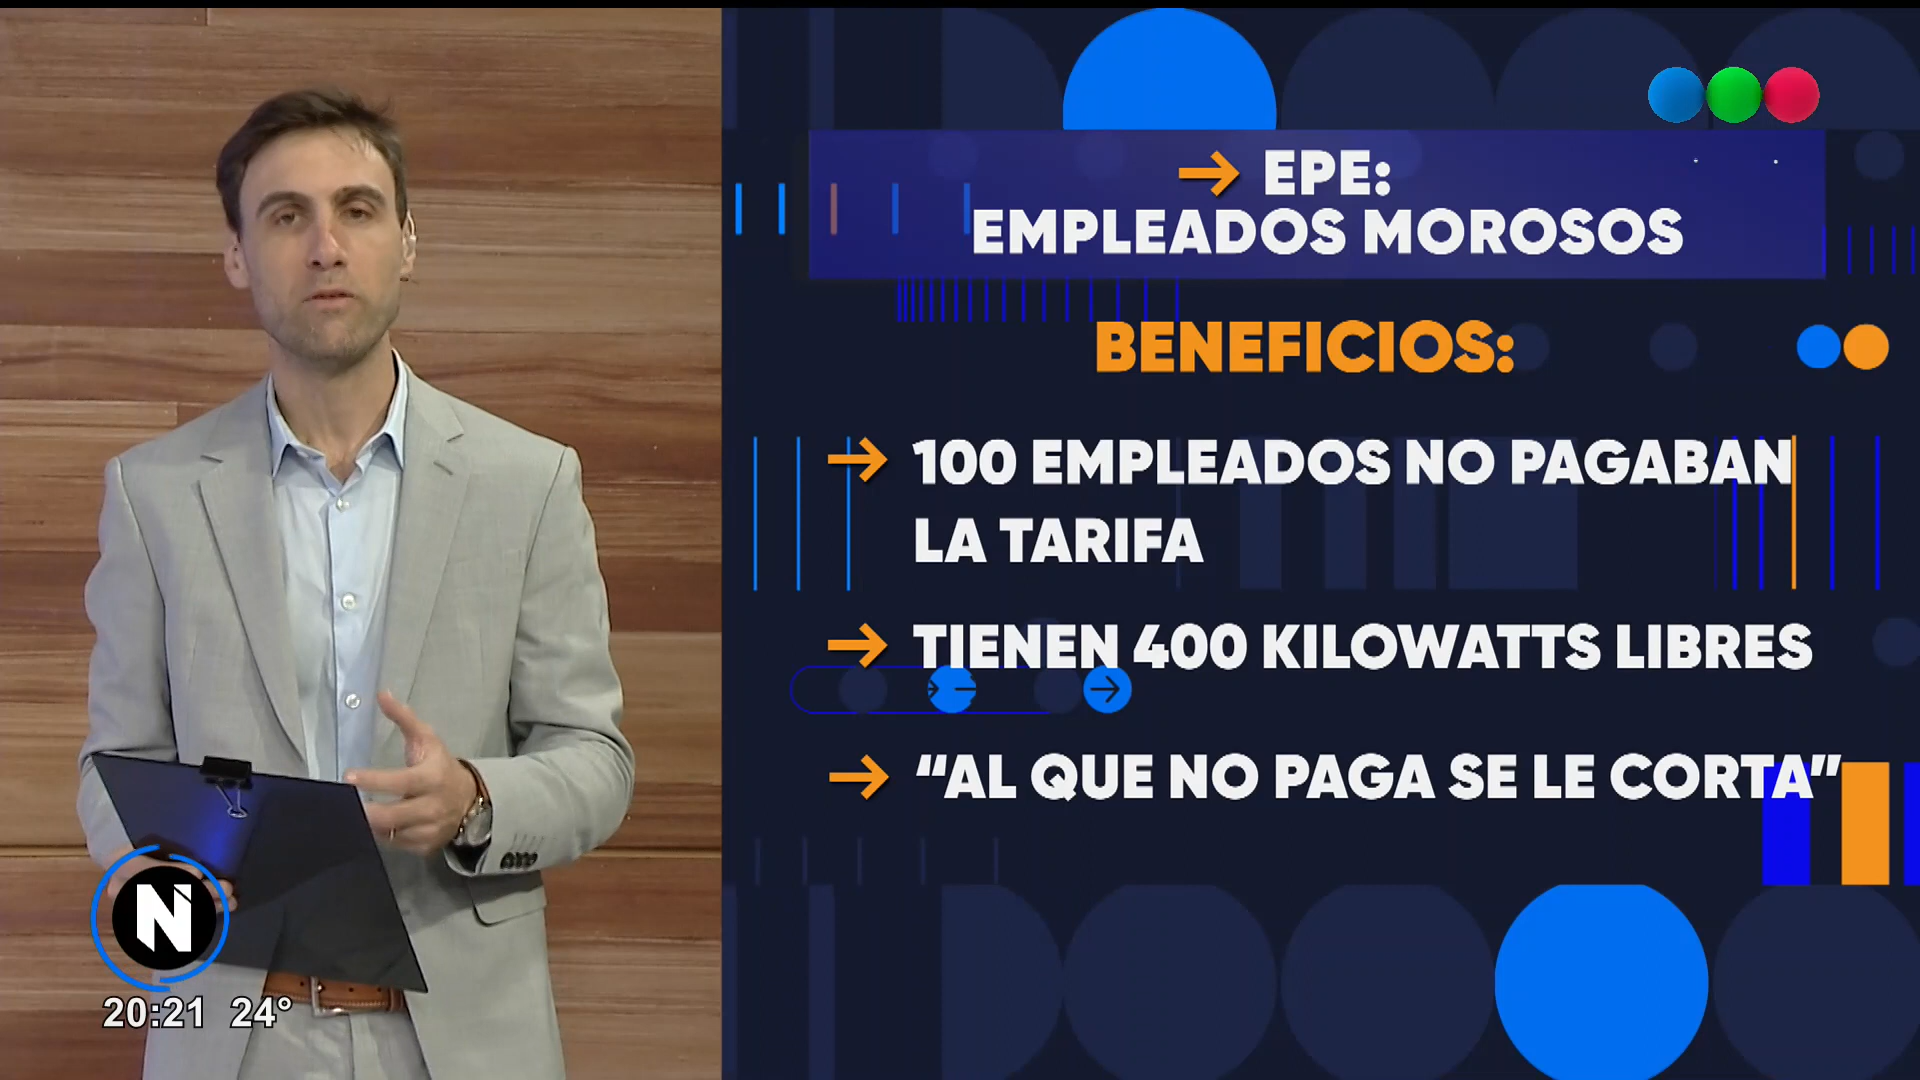 EPE:
EMPLEADOS MOROSOS
BENEFICIOS:
100 EMPLEADOS NO PAGABAN
LA TARIFA
TIENEN 400 KILOWATTS LIBRES
“AL QUE NO PAGA SE LE CORTA”
N
20:21 24°